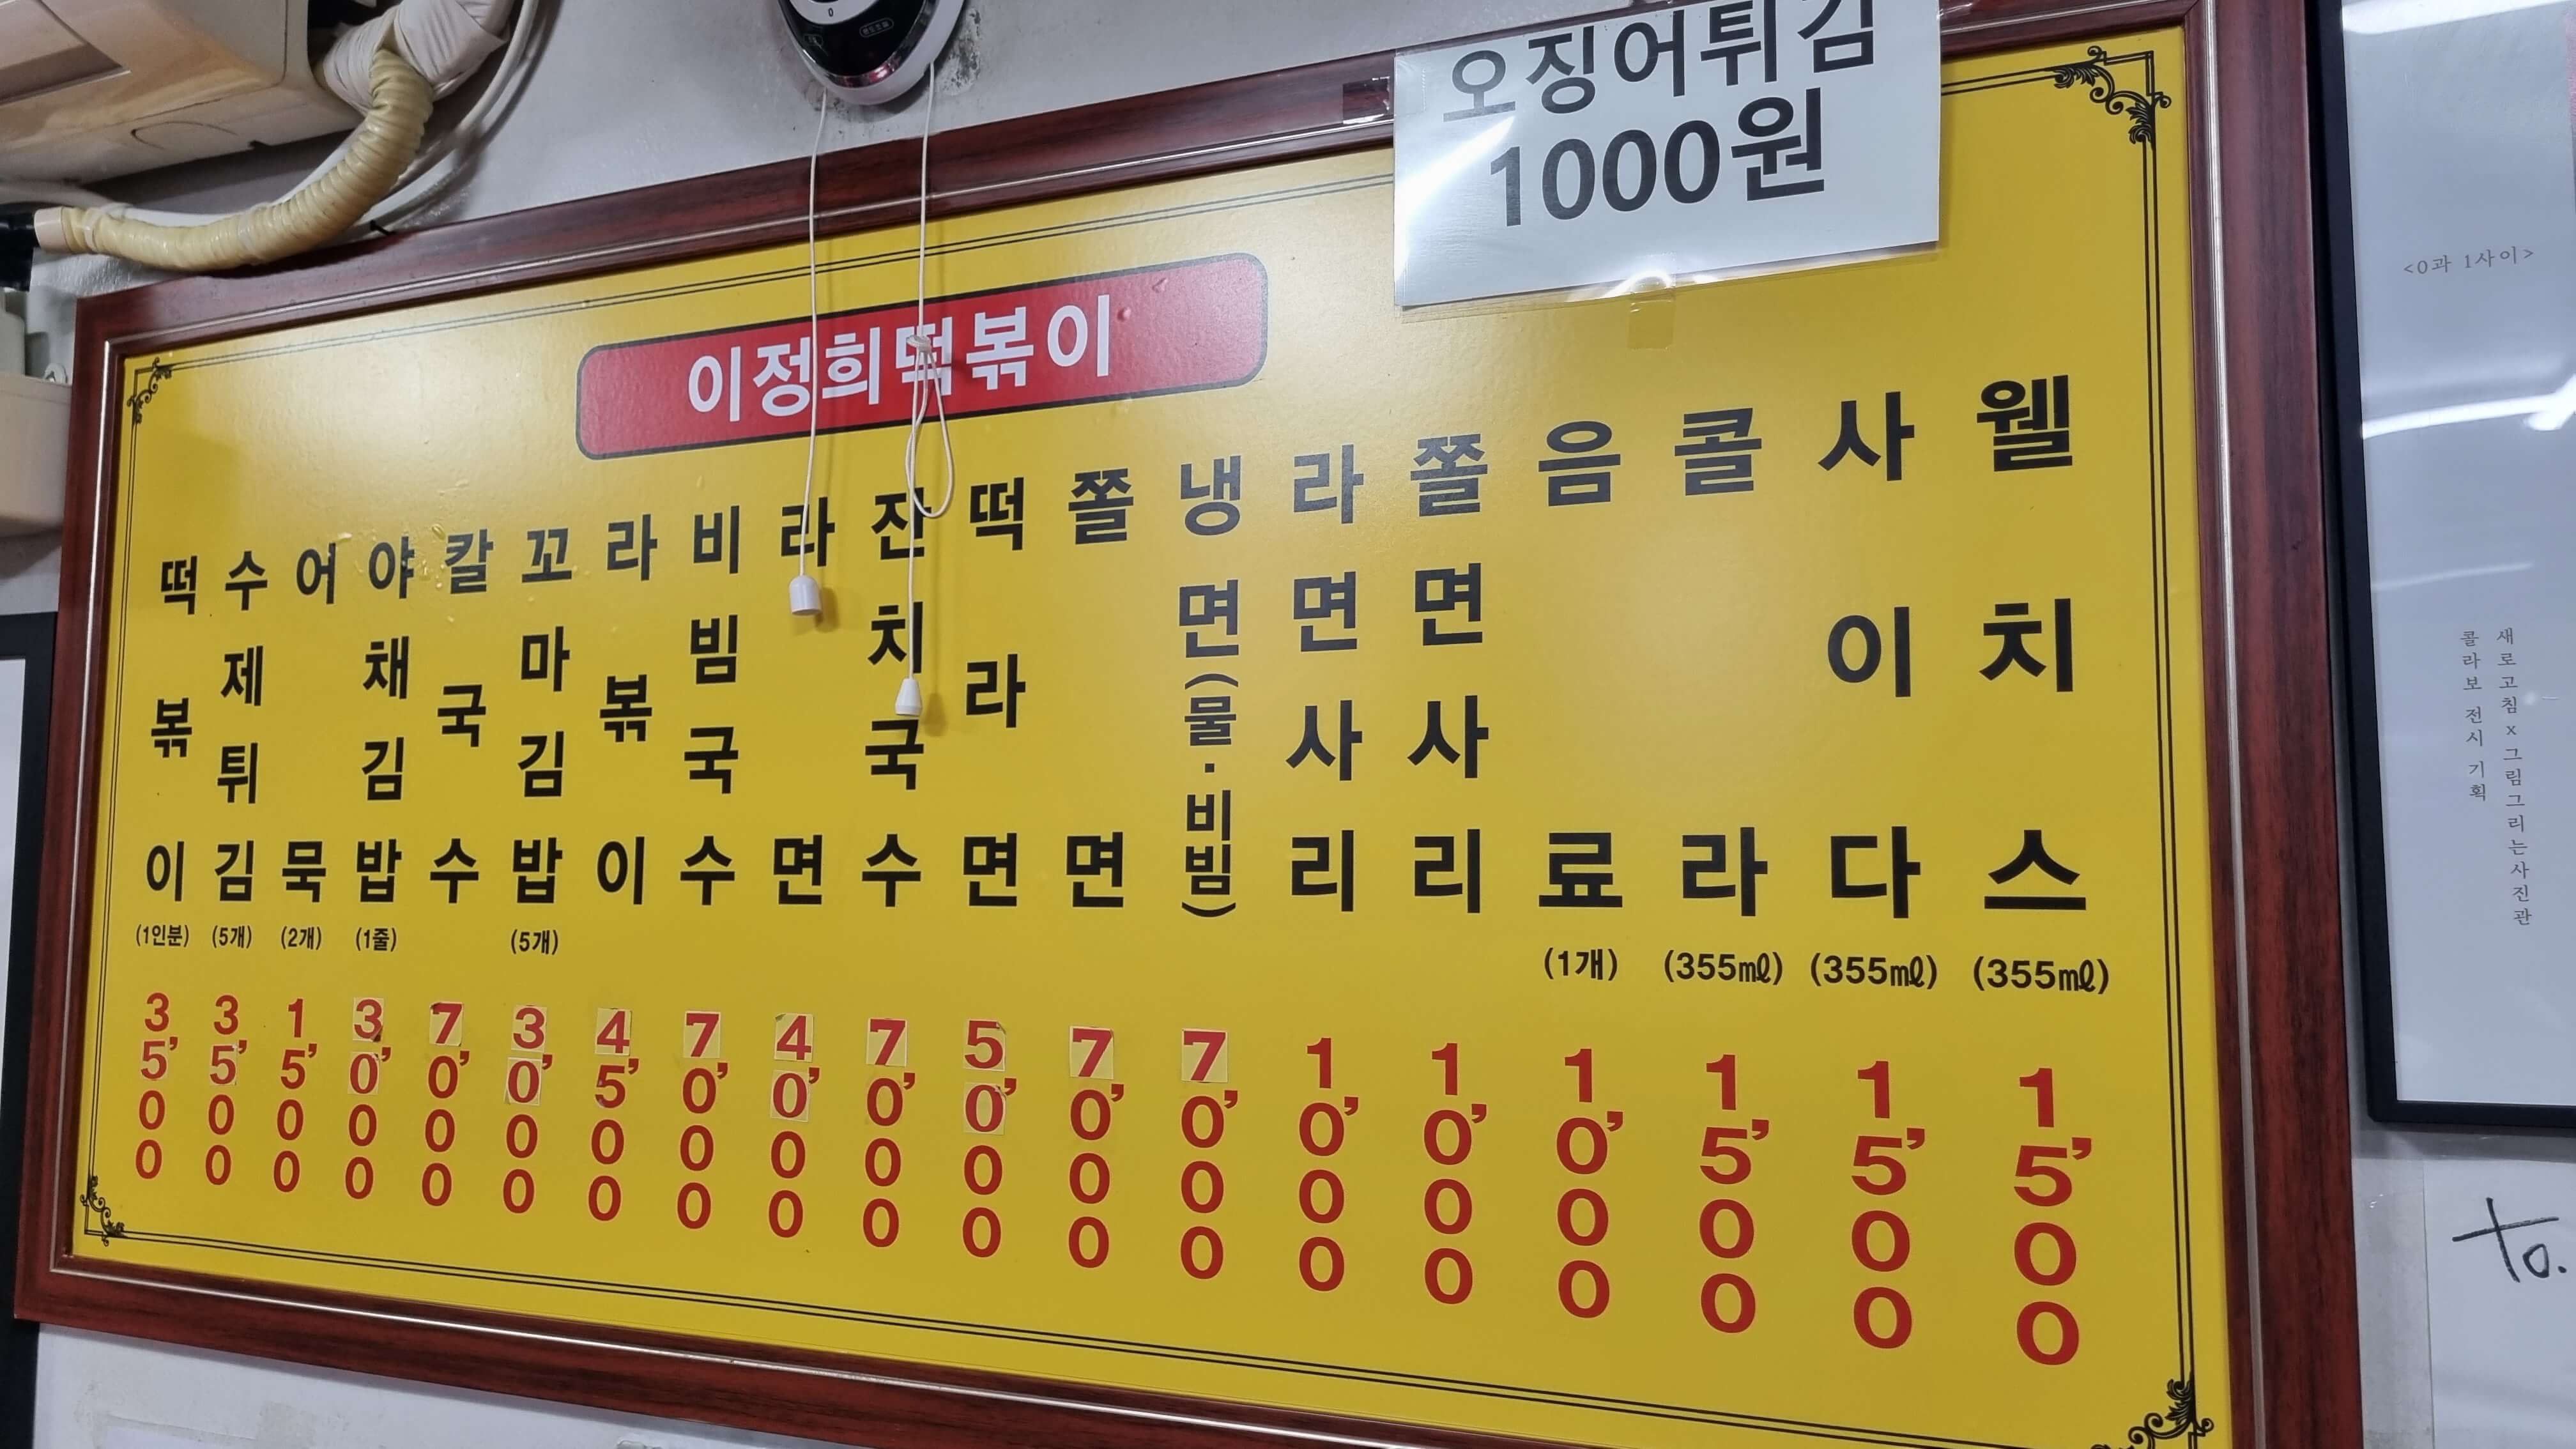 오징어튀김
1000원
이정희떡볶이
떡볶이 (1인분) 3,500
수제튀김 (5개) 3,500
어묵 (2개) 1,500
야채김밥 (1줄) 3,000
칼국수 7,000
꼬마김밥 (5개) 3,000
라볶이 4,500
비빔국수 7,000
라면 4,000
잔치국수 7,000
떡라면 5,000
쫄면 7,000
냉면(물·비빔) 7,000
라면사리 1,000
쫄면사리 1,000
음료 (1개) 1,000
콜라 (355㎖) 1,500
사이다 (355㎖) 1,500
웰치스 (355㎖) 1,500
<0과 1사이>
새로고침 x 그림그리는사진관
콜라보 전시 기획
to.